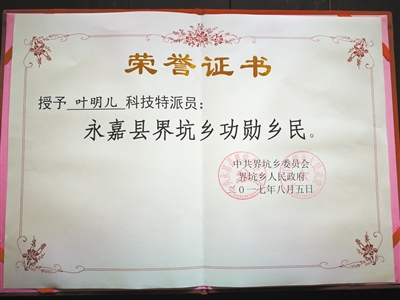 荣誉证书
授予 叶明儿 科技特派员：
永嘉县界坑乡功勋乡民。
中共界坑乡委员会
界坑乡人民政府
二0一七年八月五日